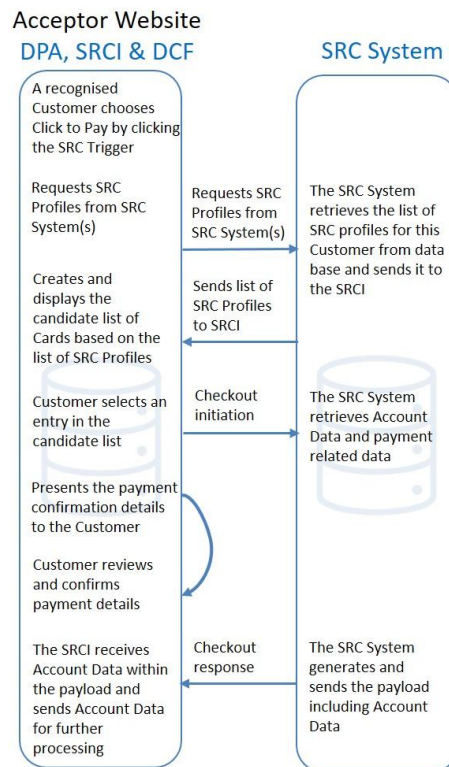 Acceptor Website
DPA, SRCI & DCF
SRC System
A recognised
Customer chooses
Click to Pay by clicking
the SRC Trigger
Requests SRC
Profiles from SRC
System(s)
Requests SRC
Profiles from
SRC System(s)
The SRC System
retrieves the list of
SRC profiles for this
Customer from data
base and sends it to
the SRCI
Creates and
displays the
candidate list of
Cards based on the
list of SRC Profiles
Sends list of
SRC Profiles
to SRCI
Customer selects an
entry in the
candidate list
Checkout
initiation
The SRC System
retrieves Account
Data and payment
related data
Presents the payment
confirmation details
to the Customer
Customer reviews
and confirms
payment details
The SRCI receives
Account Data within
the payload and
sends Account Data
for further
processing
Checkout
response
The SRC System
generates and
sends the payload
including Account
Data